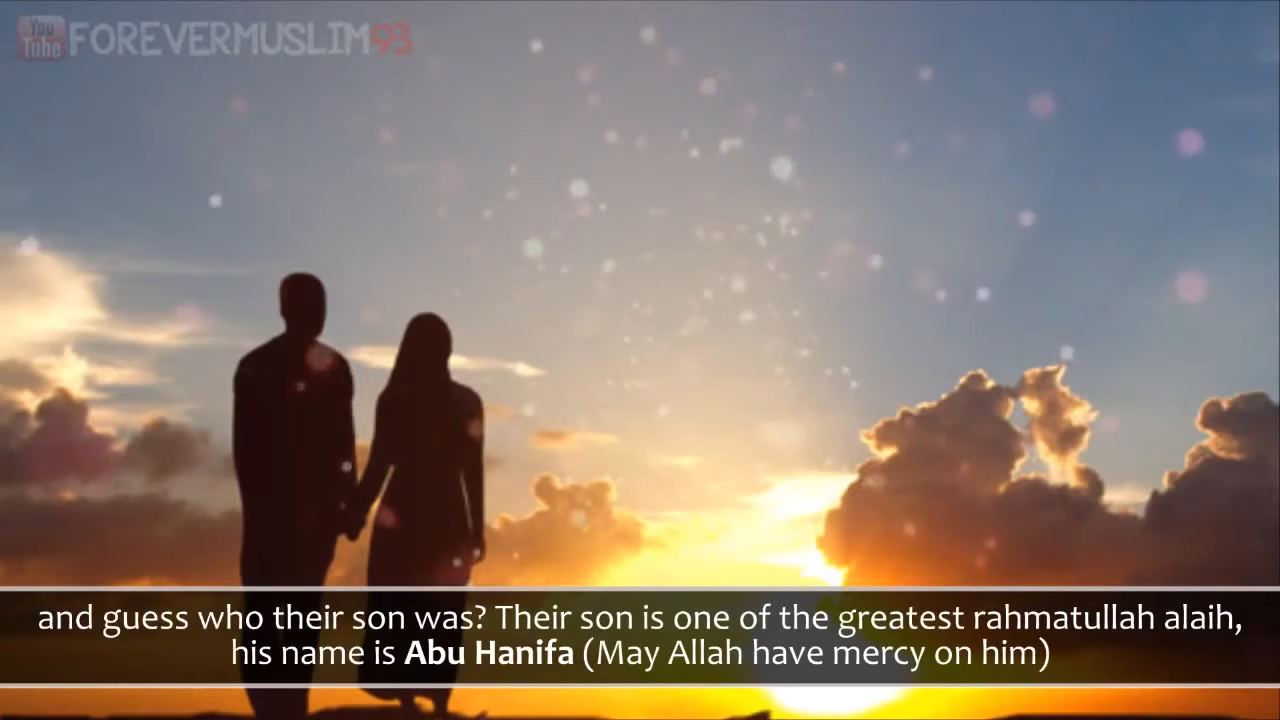 You Tube FOREVERMUSLIM93
and guess who their son was? Their son is one of the greatest rahmatullah alaih,
his name is Abu Hanifa (May Allah have mercy on him)